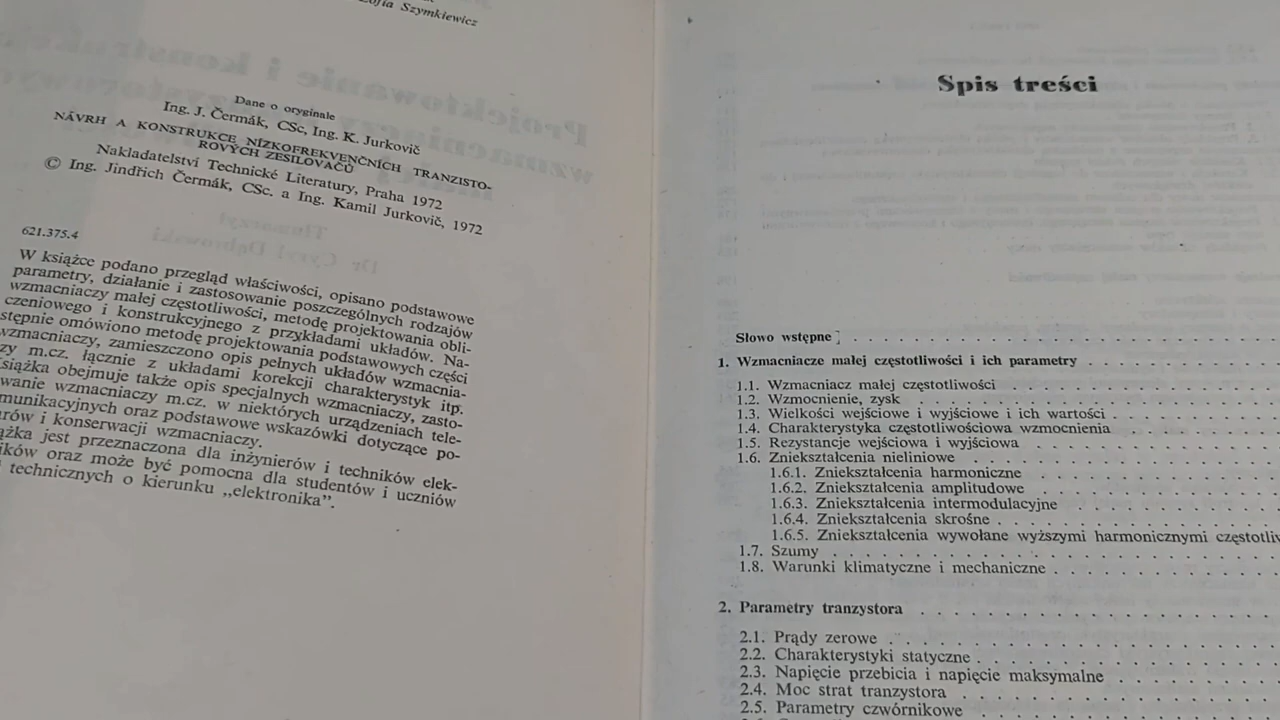 Zofia Szymkiewicz
Dane o oryginale
Ing. J. Čermák, CSc, Ing. K. Jurkovič
NÁVRH A KONSTRUKCE NÍZKOFREKVENČNÍCH TRANZISTO-
ROVÝCH ZESILOVAČŮ
Nakladatelství Technické Literatury, Praha 1972
© Ing. Jindřich Čermák, CSc. a Ing. Kamil Jurkovič, 1972
621.375.4
W książce podano przegląd właściwości, opisano podstawowe
parametry, działanie i zastosowanie poszczególnych rodzajów
wzmacniaczy małej częstotliwości, metodę projektowania obli-
czeniowego i konstrukcyjnego z przykładami układów. Na-
stępnie omówiono metodę projektowania podstawowych części
wzmacniaczy, zamieszczono opis pełnych układów wzmacnia-
zy m.cz. łącznie z układami korekcji charakterystyk itp.
siążka obejmuje także opis specjalnych wzmacniaczy, zasto-
wanie wzmacniaczy m.cz. w niektórych urządzeniach tele-
munikacyjnych oraz podstawowe wskazówki dotyczące po-
rów i konserwacji wzmacniaczy.
ążka jest przeznaczona dla inżynierów i techników elek-
ików oraz może być pomocna dla studentów i uczniów
technicznych o kierunku „elektronika”.
Spis treści
Słowo wstępne
1. Wzmacniacze małej częstotliwości i ich parametry
1.1. Wzmacniacz małej częstotliwości
1.2. Wzmocnienie, zysk
1.3. Wielkości wejściowe i wyjściowe i ich wartości
1.4. Charakterystyka częstotliwościowa wzmocnienia
1.5. Rezystancje wejściowa i wyjściowa
1.6. Zniekształcenia nieliniowe
1.6.1. Zniekształcenia harmoniczne
1.6.2. Zniekształcenia amplitudowe
1.6.3. Zniekształcenia intermodulacyjne
1.6.4. Zniekształcenia skrośne
1.6.5. Zniekształcenia wywołane wyższymi harmonicznymi częstotliw
1.7. Szumy
1.8. Warunki klimatyczne i mechaniczne
2. Parametry tranzystora
2.1. Prądy zerowe
2.2. Charakterystyki statyczne
2.3. Napięcie przebicia i napięcie maksymalne
2.4. Moc strat tranzystora
2.5. Parametry czwórnikowe